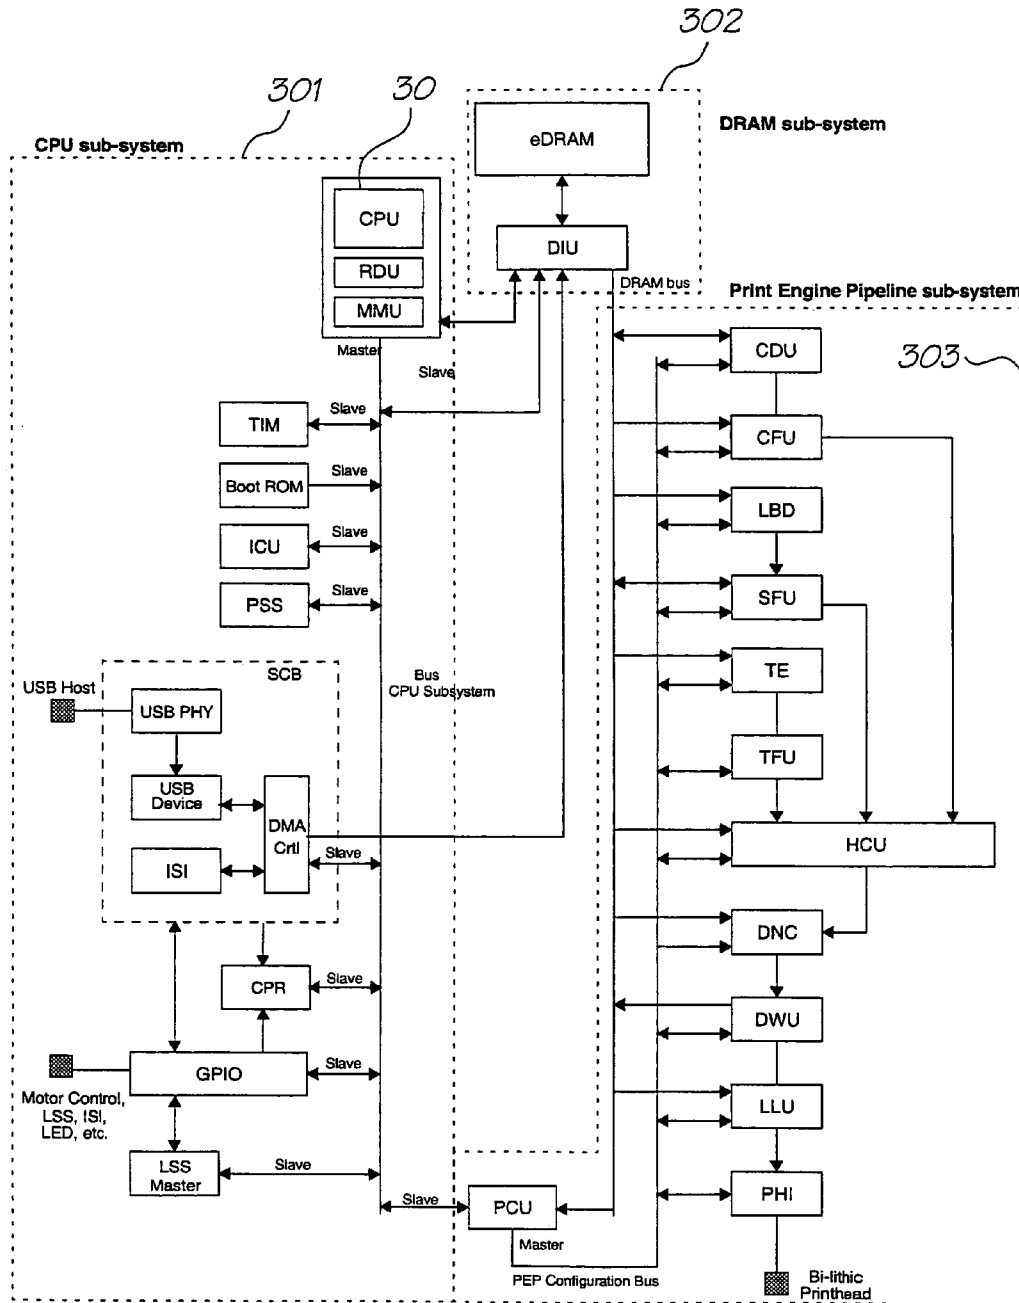 302
301
30
CPU sub-system
DRAM sub-system
eDRAM
CPU
DIU
RDU
DRAM bus
MMU
Print Engine Pipeline sub-system
Master
Slave
CDU
303
TIM
Slave
CFU
Boot ROM
Slave
LBD
ICU
Slave
PSS
Slave
SFU
TE
SCB
Bus
CPU Subsystem
USB Host
USB PHY
TFU
USB
Device
DMA
Crtl
Slave
HCU
ISI
DNC
CPR
Slave
DWU
GPIO
Slave
Motor Control,
LSS, ISI,
LED, etc.
LLU
LSS
Master
Slave
PHI
Slave
PCU
Master
PEP Configuration Bus
Bi-lithic
Printhead